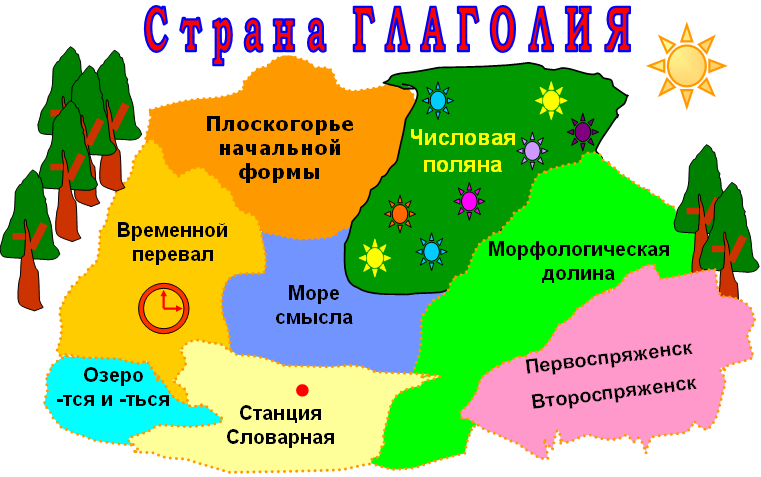 Страна ГЛАГОЛИЯ
Плоскогорье
начальной
формы
Числовая
поляна
Временной
перевал
Морфологическая
долина
Море
смысла
Первоспряженск
Второспряженск
Озеро
-тся и -ться
Станция
Словарная